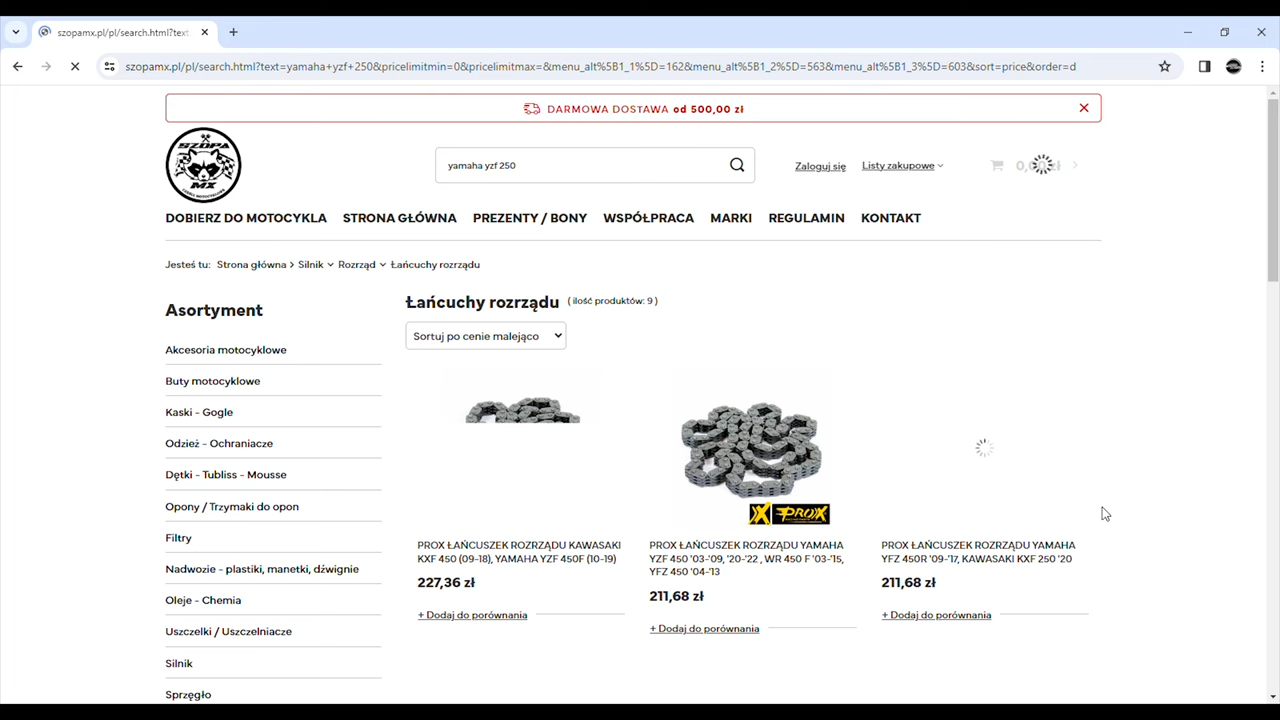 szopamx.pl/pl/search.html?text
szopamx.pl/pl/search.html?text=yamaha+yzf+250&pricelimitmin=0&pricelimitmax=&menu_alt%5B1_1%5D=162&menu_alt%5B1_2%5D=563&menu_alt%5B1_3%5D=603&sort=price&order=d
DARMOWA DOSTAWA od 500,00 zł
SZOPA
MX
yamaha yzf 250
Zaloguj się
Listy zakupowe
DOBIERZ DO MOTOCYKLA
STRONA GŁÓWNA
PREZENTY / BONY
WSPÓŁPRACA
MARKI
REGULAMIN
KONTAKT
Jesteś tu: Strona główna > Silnik Rozrząd Łańcuchy rozrządu
Asortyment
Akcesoria motocyklowe
Buty motocyklowe
Kaski - Gogle
Odzież - Ochraniacze
Dętki - Tubliss - Mousse
Opony / Trzymaki do opon
Filtry
Nadwozie - plastiki, manetki, dźwignie
Oleje - Chemia
Uszczelki / Uszczelniacze
Silnik
Sprzęgło
Łańcuchy rozrządu ( ilość produktów: 9 )
Sortuj po cenie malejąco
PROX ŁAŃCUSZEK ROZRZĄDU KAWASAKI
KXF 450 (09-18), YAMAHA YZF 450F (10-19)
227,36 zł
+ Dodaj do porównania
PROX
PROX ŁAŃCUSZEK ROZRZĄDU YAMAHA
YZF 450 '03-'09, '20-'22 , WR 450 F '03-'15,
YFZ 450 '04-'13
211,68 zł
+ Dodaj do porównania
PROX ŁAŃCUSZEK ROZRZĄDU YAMAHA
YFZ 450R '09-'17, KAWASAKI KXF 250 '20
211,68 zł
+ Dodaj do porównania